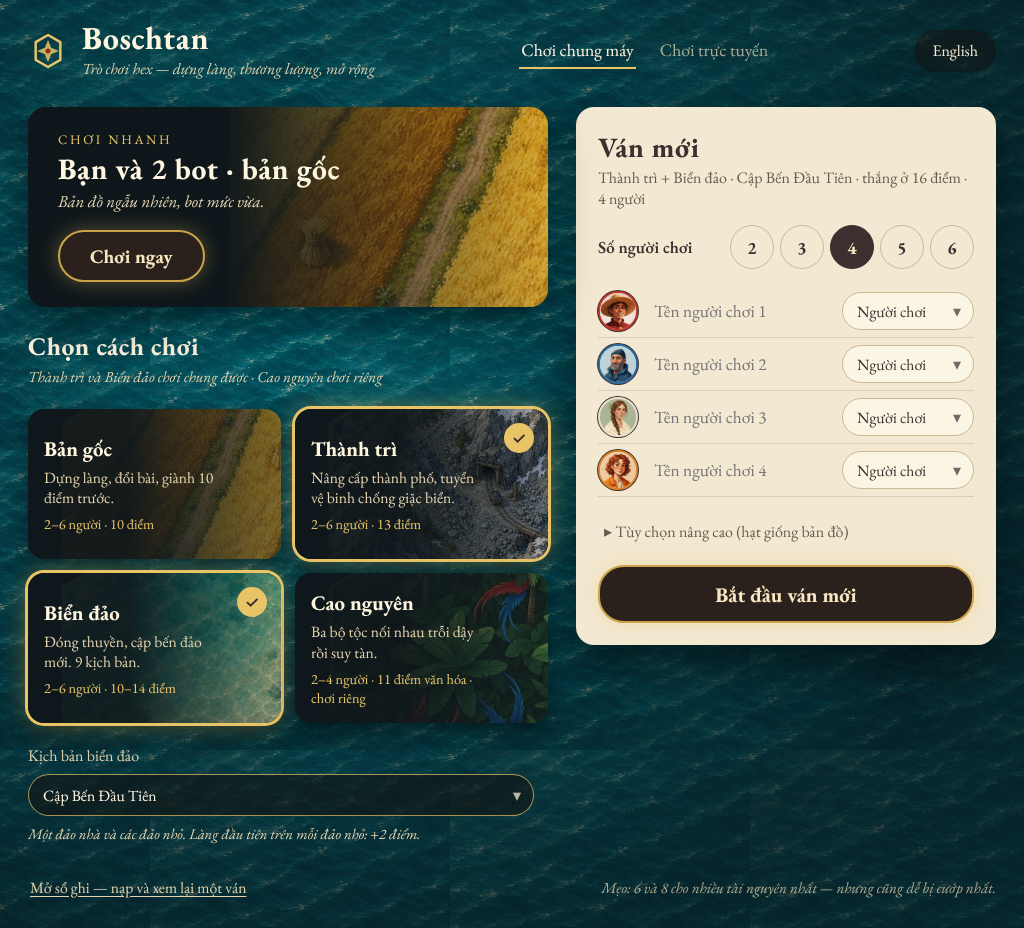 Boschtan
Trò chơi hex — dựng làng, thương lượng, mở rộng
Chơi chung máy
Chơi trực tuyến
English
CHƠI NHANH
Bạn và 2 bot · bản gốc
Bản đồ ngẫu nhiên, bot mức vừa.
Chơi ngay
Chọn cách chơi
Thành trì và Biển đảo chơi chung được · Cao nguyên chơi riêng
Bản gốc
Dựng làng, đổi bài, giành 10
điểm trước.
2–6 người · 10 điểm
Thành trì
Nâng cấp thành phố, tuyển
vệ binh chống giặc biển.
2–6 người · 13 điểm
Biển đảo
Đóng thuyền, cập bến đảo
mới. 9 kịch bản.
2–6 người · 10–14 điểm
Cao nguyên
Ba bộ tộc nối nhau trỗi dậy
rồi suy tàn.
2–4 người · 11 điểm văn hóa ·
chơi riêng
Kịch bản biển đảo
Cập Bến Đầu Tiên
Một đảo nhà và các đảo nhỏ. Làng đầu tiên trên mỗi đảo nhỏ: +2 điểm.
Ván mới
Thành trì + Biển đảo · Cập Bến Đầu Tiên · thắng ở 16 điểm ·
4 người
Số người chơi
2 3 4 5 6
Tên người chơi 1
Người chơi
Tên người chơi 2
Người chơi
Tên người chơi 3
Người chơi
Tên người chơi 4
Người chơi
Tùy chọn nâng cao (hạt giống bản đồ)
Bắt đầu ván mới
Mở sổ ghi — nạp và xem lại một ván
Mẹo: 6 và 8 cho nhiều tài nguyên nhất — nhưng cũng dễ bị cướp nhất.